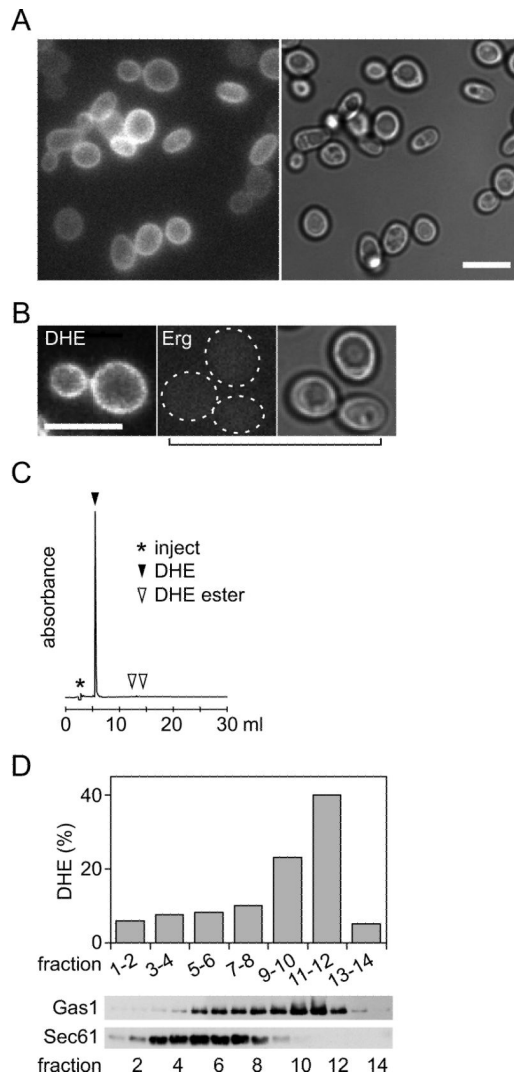 A
B
DHE
Erg
C
absorbance
* inject
▼ DHE
▽ DHE ester
*
0 10 20 30 ml
D
DHE (%)
40
20
0
fraction 1-2 3-4 5-6 7-8 9-10 11-12 13-14
Gas1
Sec61
fraction 2 4 6 8 10 12 14